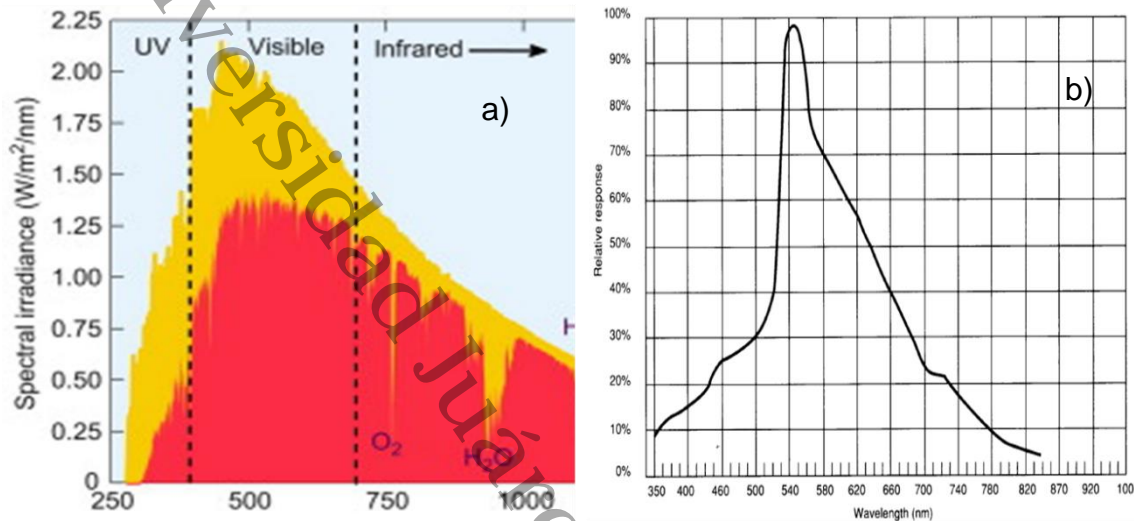 Universidad Juá
a)
UV
Visible
Infrared
Spectral irradiance (W/m²/nm)
2.25
2.00
1.75
1.50
1.25
1.00
0.75
0.50
0.25
0
O₂
H₂O
H
250
500
750
1000
b)
Relative response
100%
90%
80%
70%
60%
50%
40%
30%
20%
10%
0%
350 400 460 500 540 580 620 660 700 740 780 820 870 920 100
Wavelength (nm)